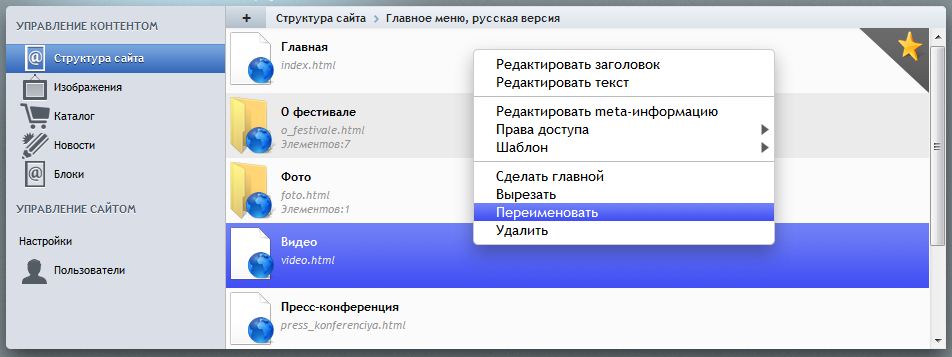 УПРАВЛЕНИЕ КОНТЕНТОМ
Структура сайта
Изображения
Каталог
Новости
Блоки
УПРАВЛЕНИЕ САЙТОМ
Настройки
Пользователи
+ Структура сайта > Главное меню, русская версия
Главная
index.html
О фестивале
o_festivale.html
Элементов:7
Фото
foto.html
Элементов:1
Видео
video.html
Пресс-конференция
press_konferenciya.html
Редактировать заголовок
Редактировать текст
Редактировать meta-информацию
Права доступа
Шаблон
Сделать главной
Вырезать
Переименовать
Удалить